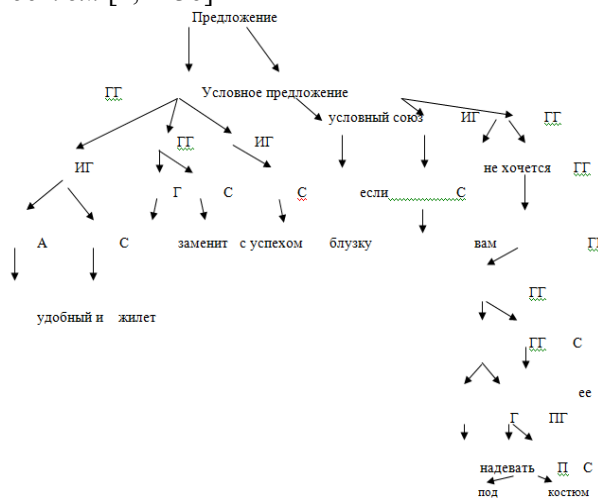 Предложение
ГГ Условное предложение
условный союз ИГ ГГ
ГГ ИГ
ИГ не хочется ГГ
Г С С если С
А С заменит с успехом блузку вам
ГГ
удобный и жилет
ГГ С
ее
Г ПГ
надевать П С
под костюм